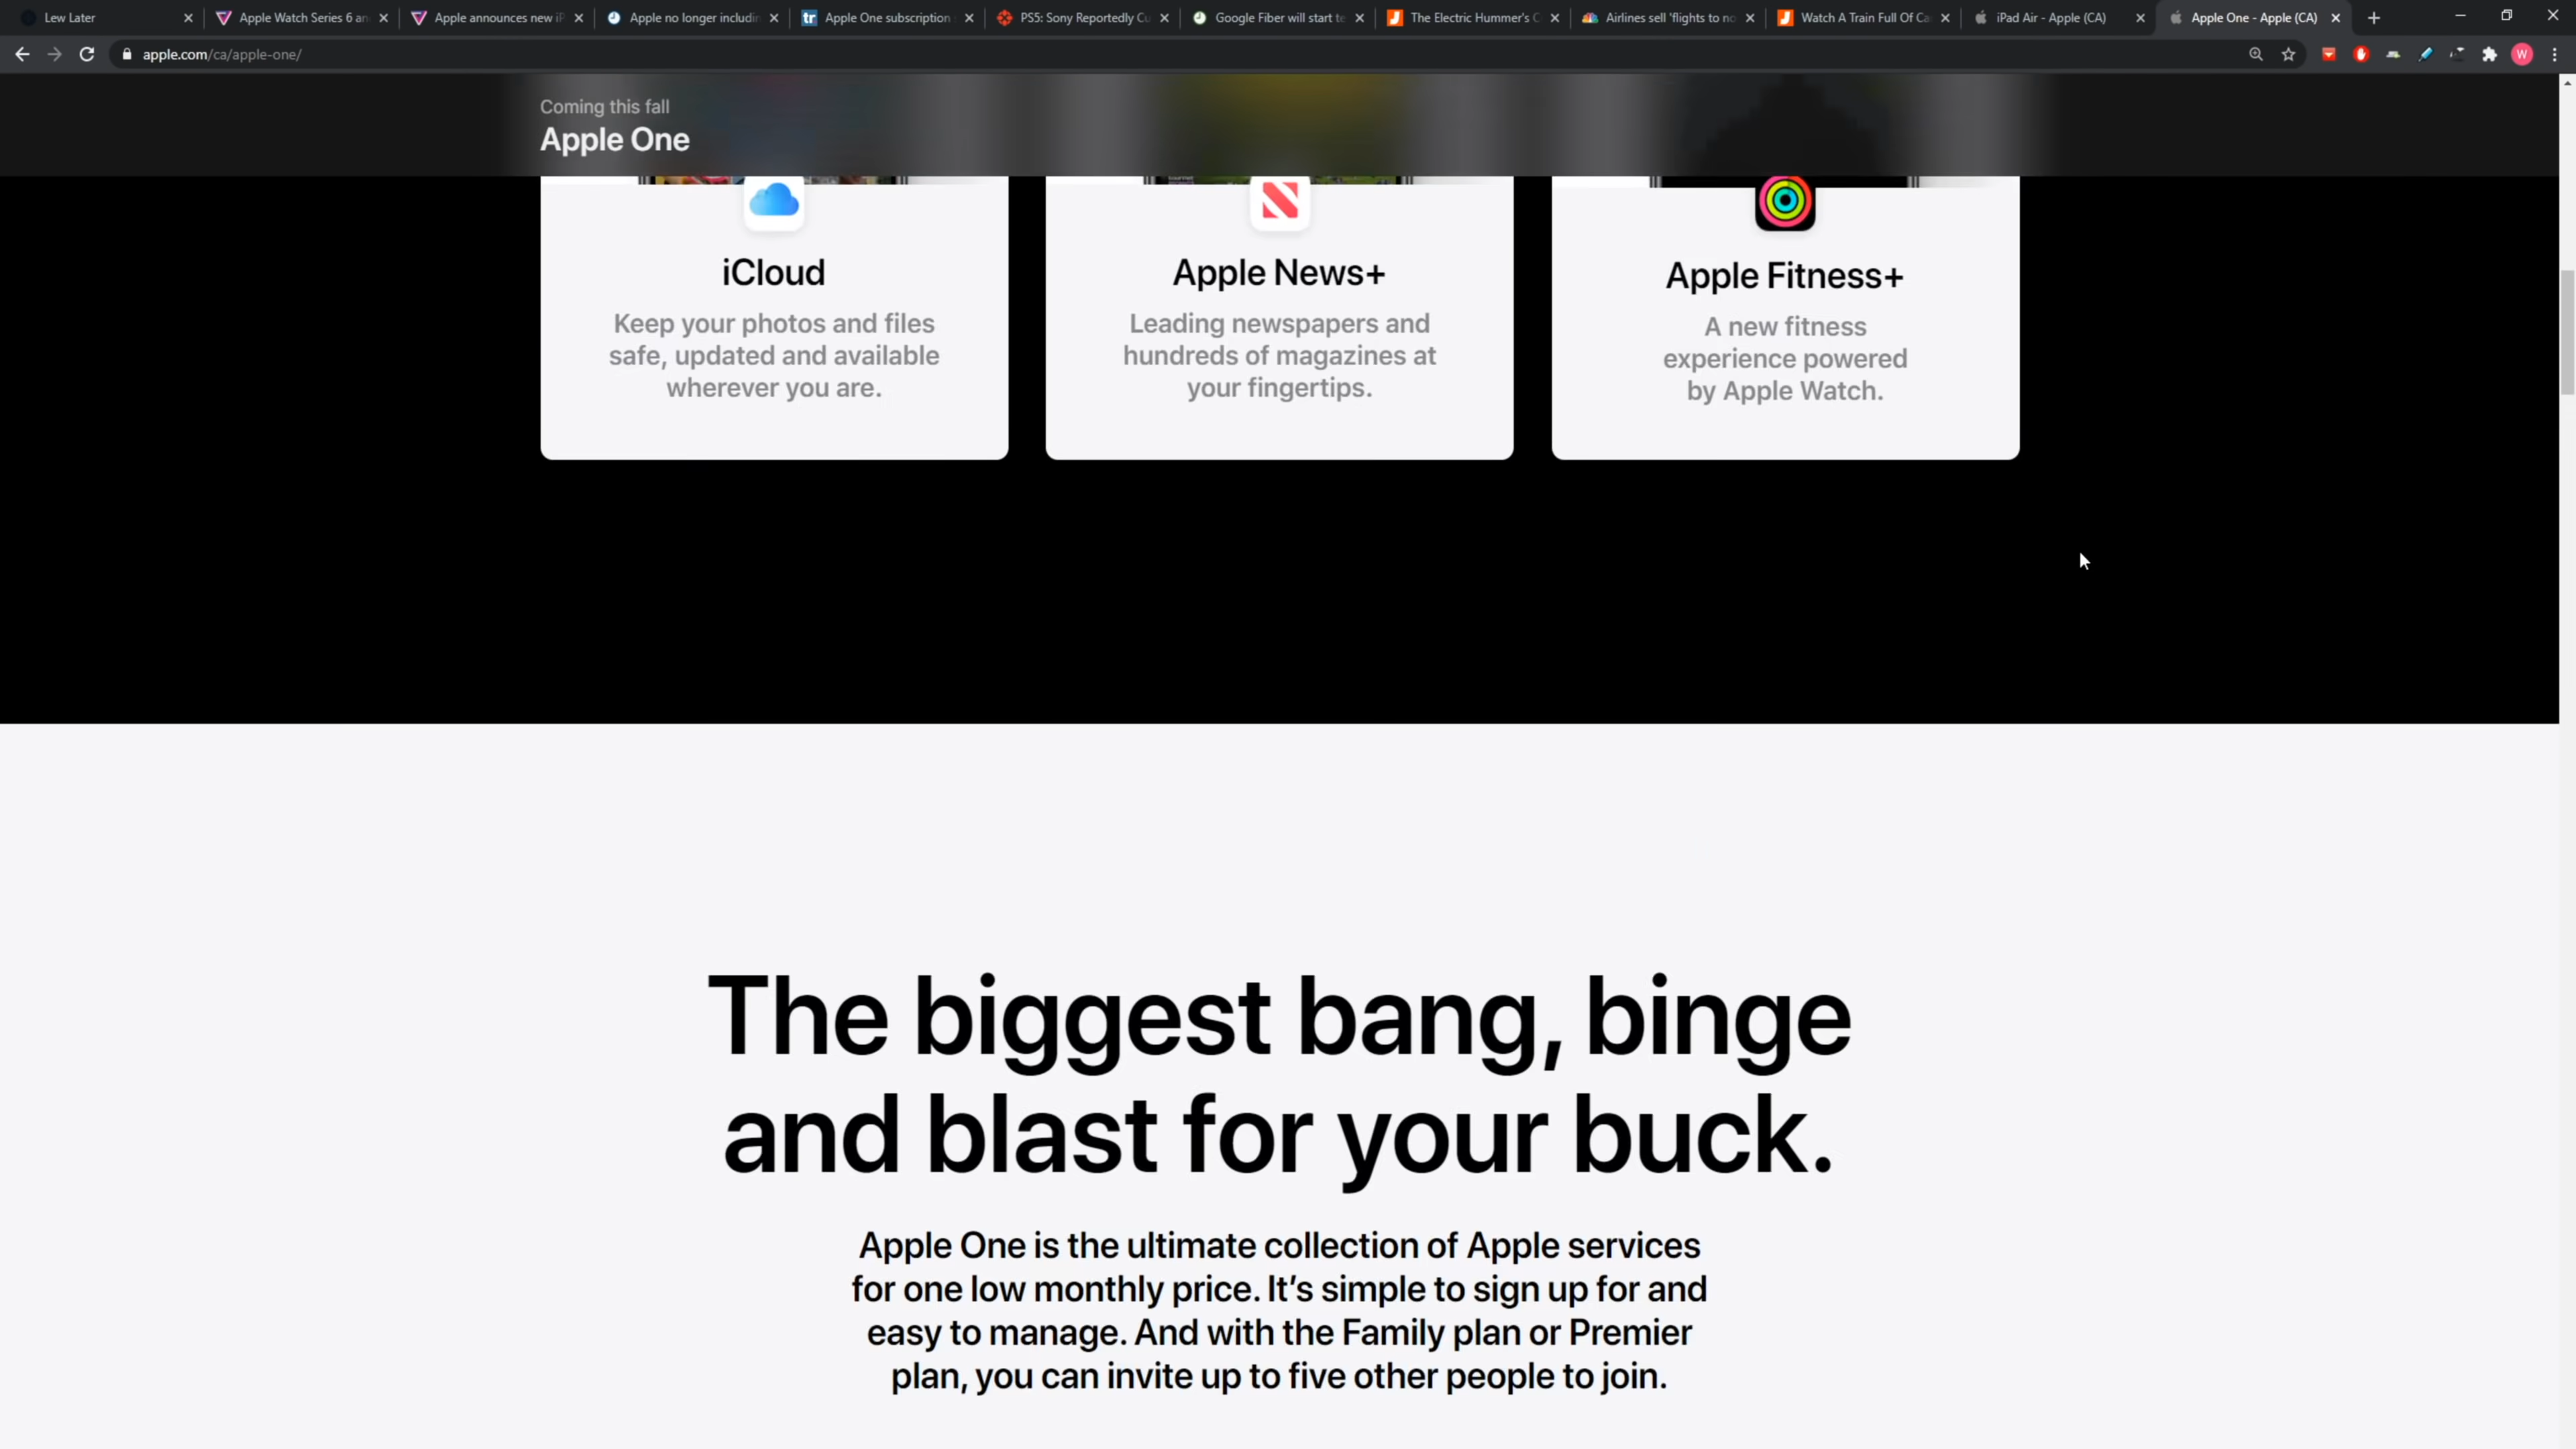 Lew Later
Apple Watch Series 6 an
Apple announces new iP
Apple no longer includin
Apple One subscription
PS5: Sony Reportedly Cu
Google Fiber will start te
The Electric Hummer's C
Airlines sell 'flights to no
Watch A Train Full Of Ca
iPad Air - Apple (CA)
Apple One - Apple (CA)
apple.com/ca/apple-one/
W
Coming this fall
Apple One
iCloud
Keep your photos and files
safe, updated and available
wherever you are.
Apple News+
Leading newspapers and
hundreds of magazines at
your fingertips.
Apple Fitness+
A new fitness
experience powered
by Apple Watch.
The biggest bang, binge
and blast for your buck.
Apple One is the ultimate collection of Apple services
for one low monthly price. It’s simple to sign up for and
easy to manage. And with the Family plan or Premier
plan, you can invite up to five other people to join.